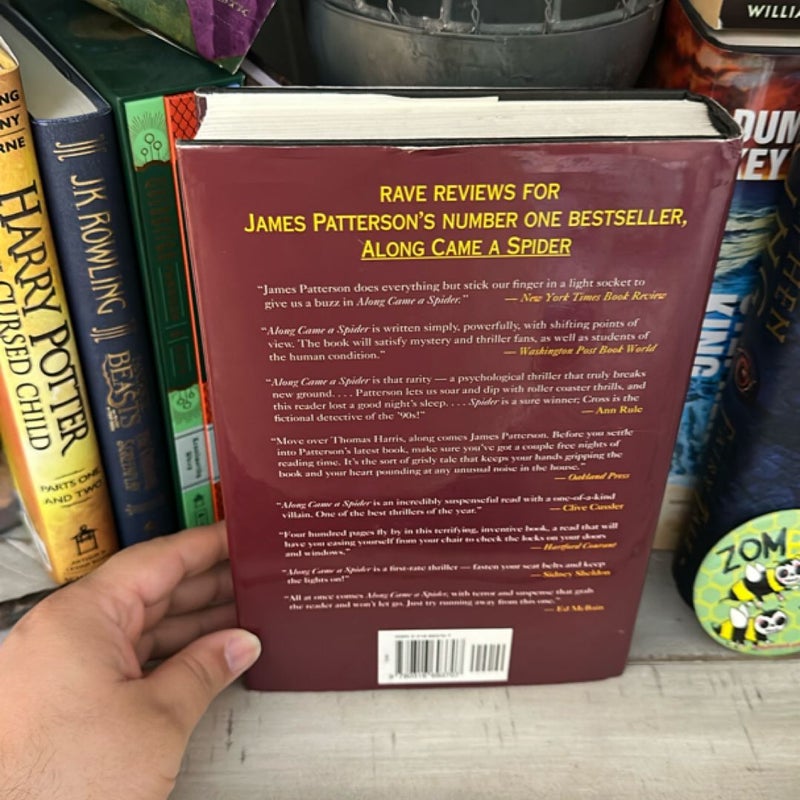 RAVE REVIEWS FOR
JAMES PATTERSON'S NUMBER ONE BESTSELLER,
ALONG CAME A SPIDER
“James Patterson does everything but stick our finger in a light socket to
give us a buzz in Along Came a Spider.” — New York Times Book Review
“Along Came a Spider is written simply, powerfully, with shifting points of
view. The book will satisfy mystery and thriller fans, as well as students of
the human condition.” — Washington Post Book World
“Along Came a Spider is that rarity — a psychological thriller that truly breaks
new ground. . . . Patterson lets us soar and dip with roller coaster thrills, and
this reader lost a good night's sleep. . . . Spider is a sure winner; Cross is the
fictional detective of the '90s!” — Ann Rule
“Move over Thomas Harris, along comes James Patterson. Before you settle
into Patterson's latest book, make sure you've got a couple free nights of
reading time. It's the sort of grisly tale that keeps your hands gripping the
book and your heart pounding at any unusual noise in the house.”
— Oakland Press
“Along Came a Spider is an incredibly suspenseful read with a one-of-a-kind
villain. One of the best thrillers of the year.” — Clive Cussler
“Four hundred pages fly by in this terrifying, inventive book, a read that will
have you easing yourself from your chair to check the locks on your doors
and windows.” — Hartford Courant
“Along Came a Spider is a first-rate thriller — fasten your seat belts and keep
the lights on!” — Sidney Sheldon
“All at once comes Along Came a Spider, with terror and suspense that grab
the reader and won't let go. Just try running away from this one.”
— Ed McBain
HARRY POTTER
CURSED CHILD
PARTS ONE
AND TWO
J.K. ROWLING
BEASTS
WILLIA
DUM
KEY
KING
ZOM